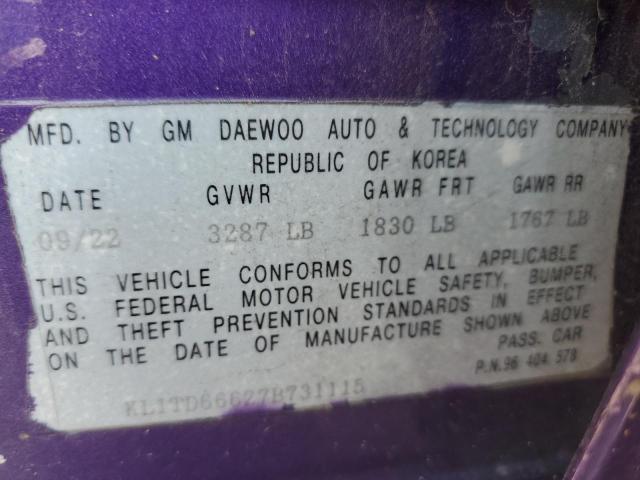 MFD. BY GM DAEWOO AUTO & TECHNOLOGY COMPANY
REPUBLIC OF KOREA
DATE GVWR GAWR FRT GAWR RR
09/22 3287 LB 1830 LB 1767 LB
THIS VEHICLE CONFORMS TO ALL APPLICABLE
U.S. FEDERAL MOTOR VEHICLE SAFETY, BUMPER,
AND THEFT PREVENTION STANDARDS IN EFFECT
ON THE DATE OF MANUFACTURE SHOWN ABOVE
PASS. CAR
P.N.96 404 578
KL1TD66627B731115